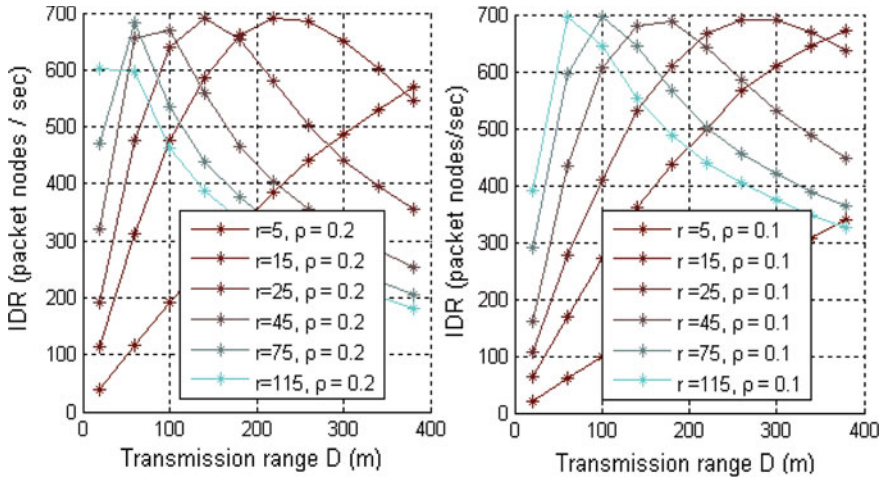 700
600
500
400
300
200
100
0
IDR (packet nodes / sec)
r=5, ρ = 0.2
r=15, ρ = 0.2
r=25, ρ = 0.2
r=45, ρ = 0.2
r=75, ρ = 0.2
r=115, ρ = 0.2
0 100 200 300 400
Transmission range D (m)
700
600
500
400
300
200
100
0
IDR (packet nodes/sec)
r =5, ρ = 0.1
r =15, ρ = 0.1
r =25, ρ = 0.1
r =45, ρ = 0.1
r =75, ρ = 0.1
r =115, ρ = 0.1
0 100 200 300 400
Transmission range D (m)